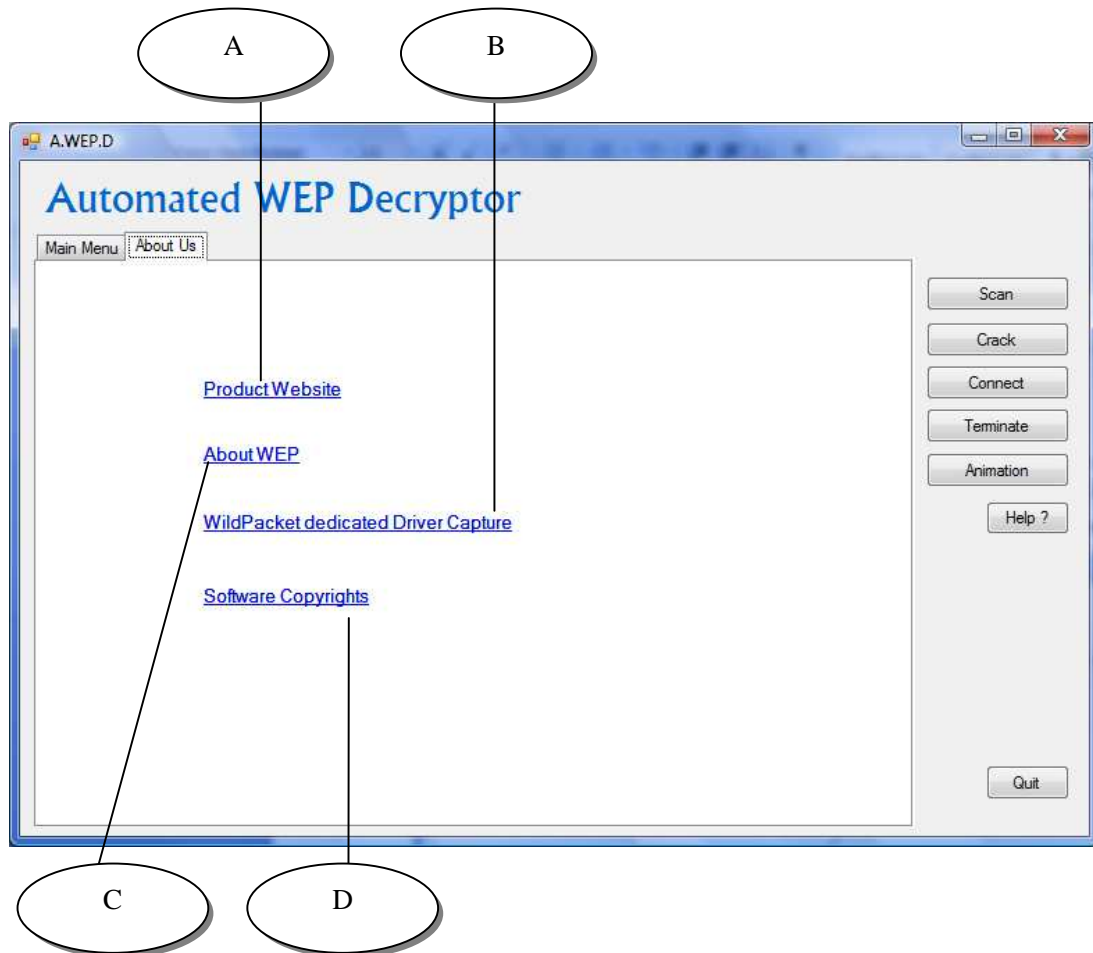 A
B
A.WEP.D
Automated WEP Decryptor
Main Menu
About Us
Scan
Crack
Product Website
Connect
Terminate
About WEP
Animation
WildPacket dedicated Driver Capture
Help ?
Software Copyrights
Quit
C
D